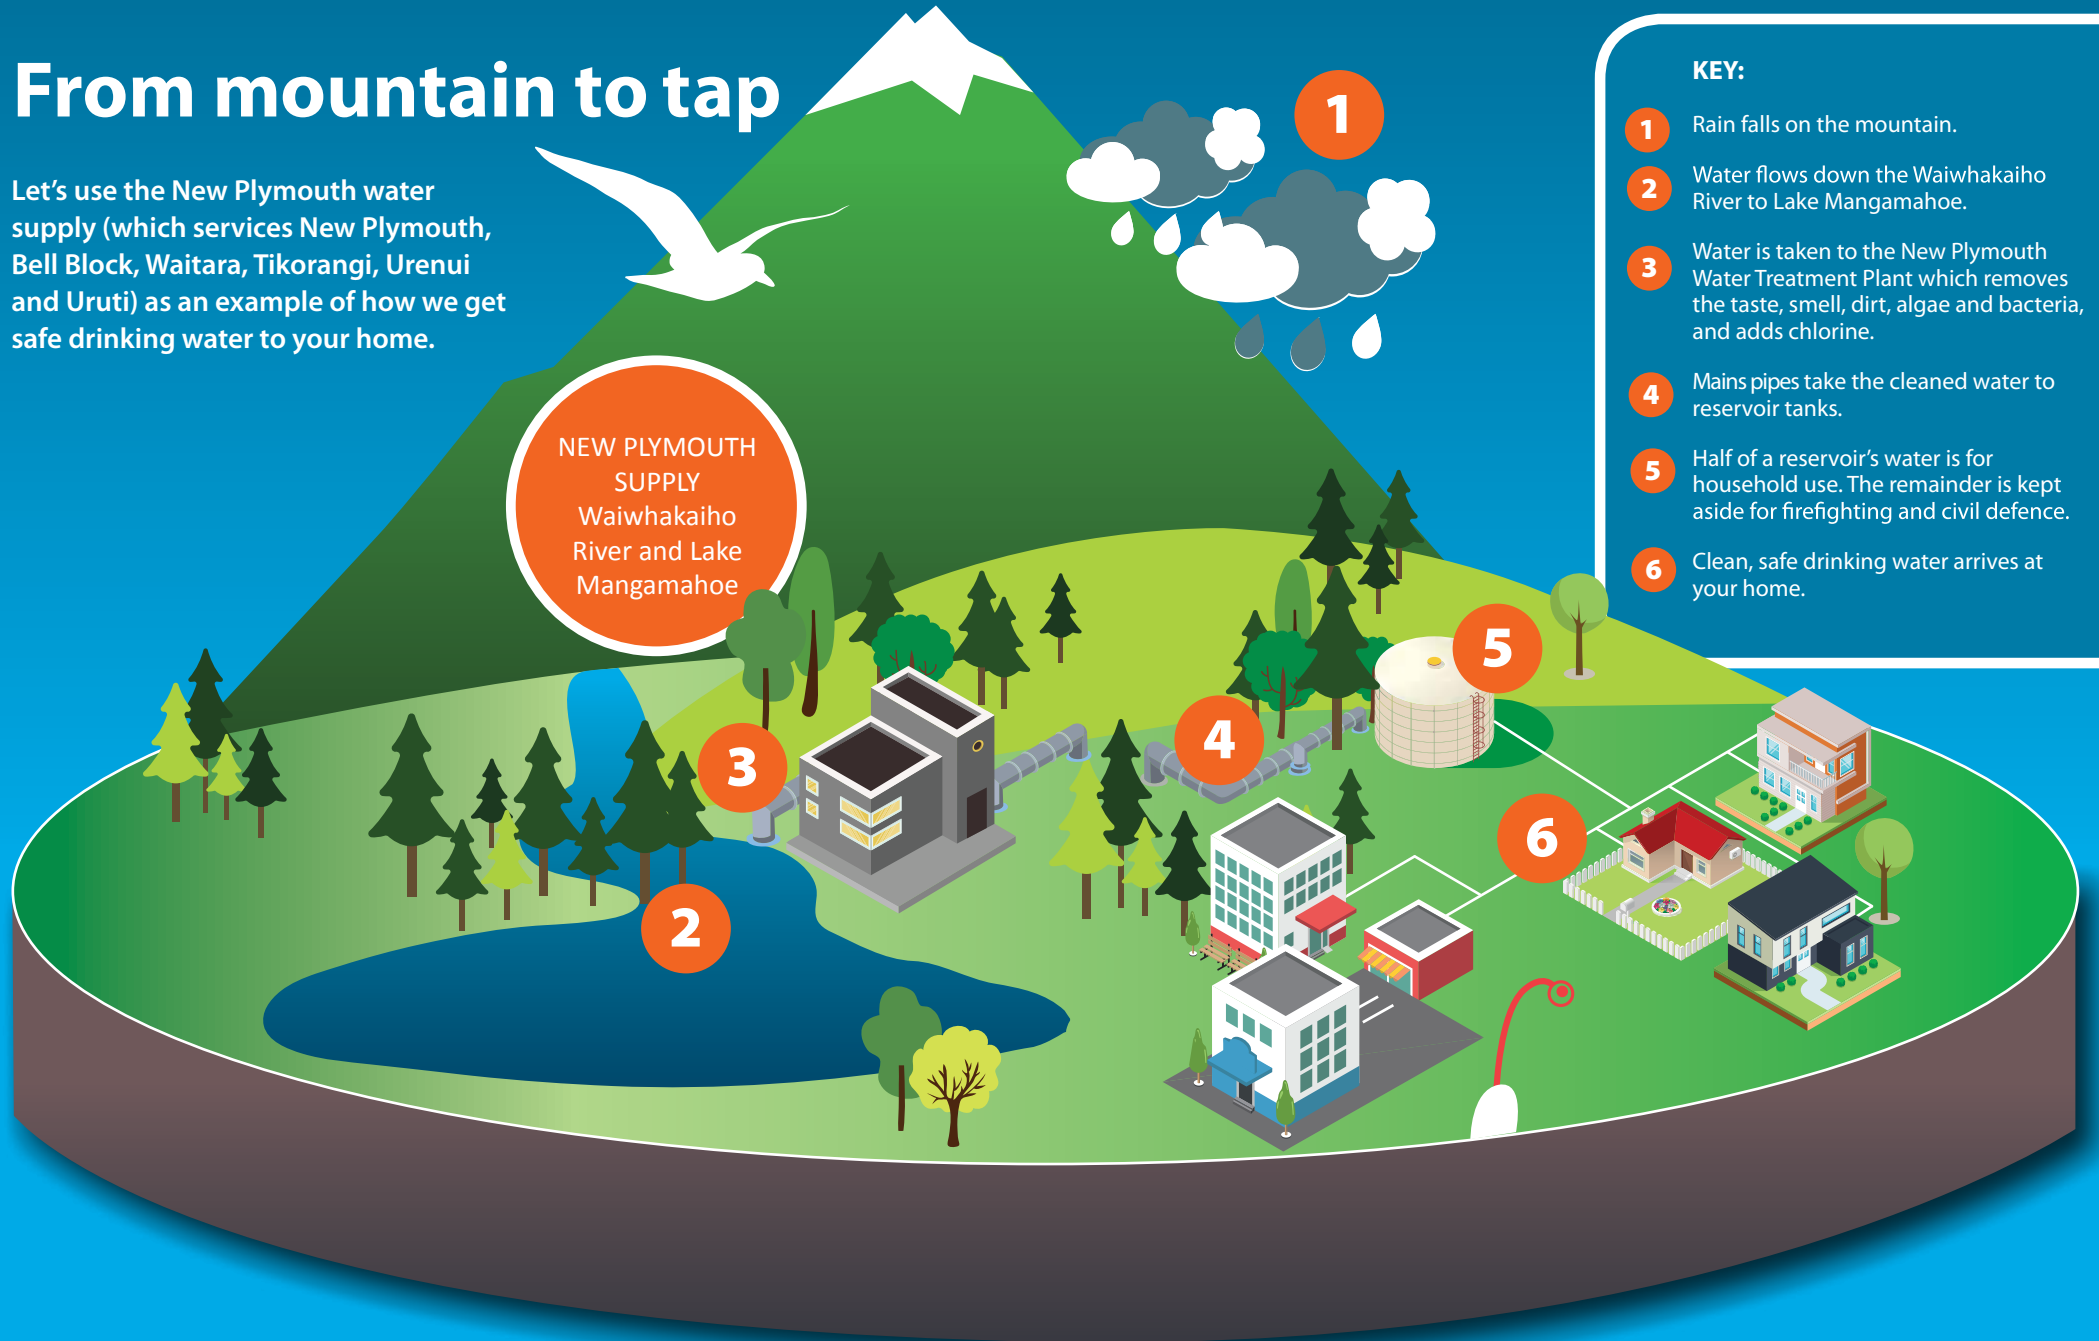 From mountain to tap
Let's use the New Plymouth water
supply (which services New Plymouth,
Bell Block, Waitara, Tikorangi, Urenui
and Uruti) as an example of how we get
safe drinking water to your home.
NEW PLYMOUTH
SUPPLY
Waiwhakaiho
River and Lake
Mangamahoe
1
2
3
4
5
6
KEY:
1 Rain falls on the mountain.
2 Water flows down the Waiwhakaiho
River to Lake Mangamahoe.
3 Water is taken to the New Plymouth
Water Treatment Plant which removes
the taste, smell, dirt, algae and bacteria,
and adds chlorine.
4 Mains pipes take the cleaned water to
reservoir tanks.
5 Half of a reservoir's water is for
household use. The remainder is kept
aside for firefighting and civil defence.
6 Clean, safe drinking water arrives at
your home.